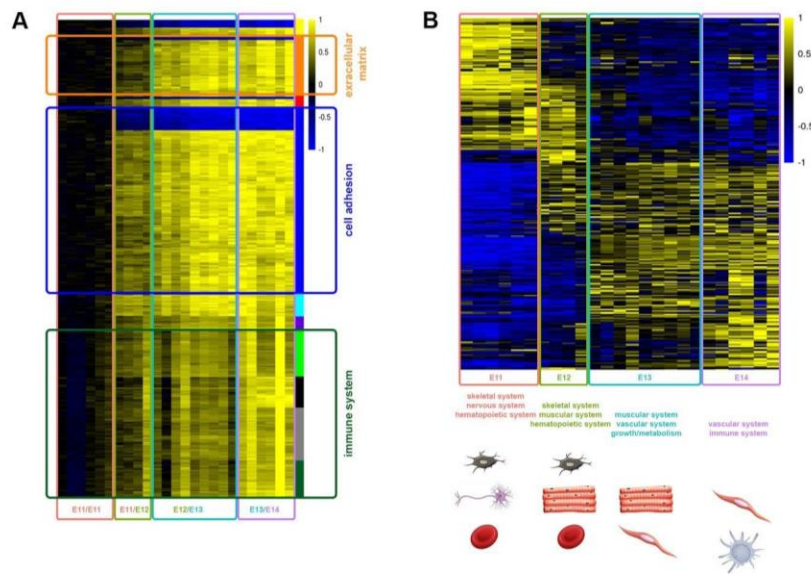 A
1
0.5
0
-0.5
-1
exracellular
matrix
cell adhesion
immune system
E11/E11
E11/E12
E12/E13
E13/E14
B
1
0.5
0
-0.5
-1
E11
E12
E13
E14
skeletal system
nervous system
hematopoietic system
skeletal system
muscular system
hematopoietic system
muscular system
vascular system
growth/metabolism
vascular system
immune system